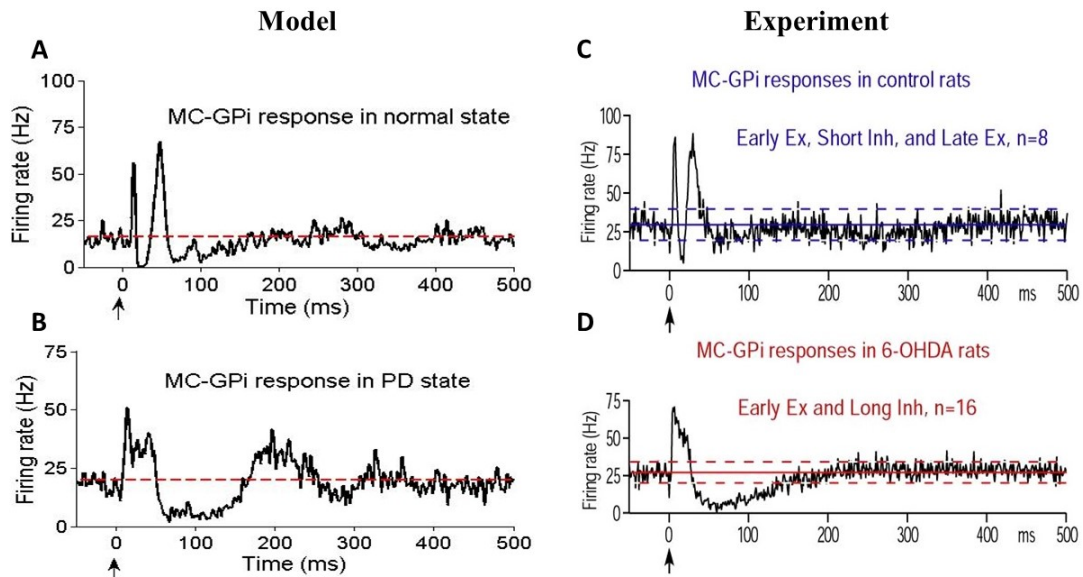 Model
Experiment
A
MC-GPi response in normal state
Firing rate (Hz)
100
75
50
25
0
0 100 200 300 400 500
Time (ms)
B
MC-GPi response in PD state
Firing rate (Hz)
75
50
25
0
0 100 200 300 400 500
Time (ms)
C
MC-GPi responses in control rats
Early Ex, Short Inh, and Late Ex, n=8
Firing rate (Hz)
100
75
50
25
0
0 100 200 300 400 ms 500
D
MC-GPi responses in 6-OHDA rats
Early Ex and Long Inh, n=16
Firing rate (Hz)
75
50
25
0
0 100 200 300 400 ms 500